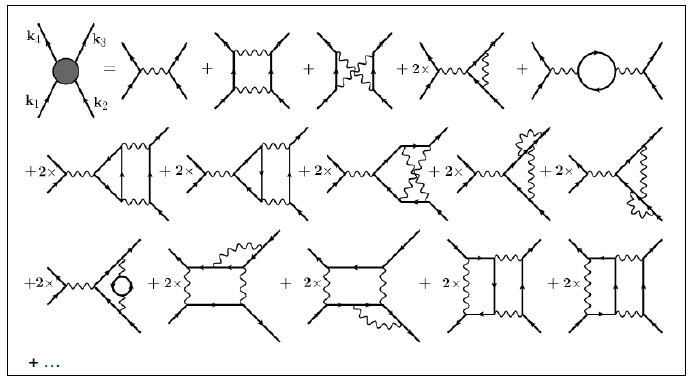 k₄ k₃
k₁ k₂
= + + + 2× +
+2× + 2× + 2× + 2× + 2×
+2× + 2× + 2× + 2× + 2×
+ ...